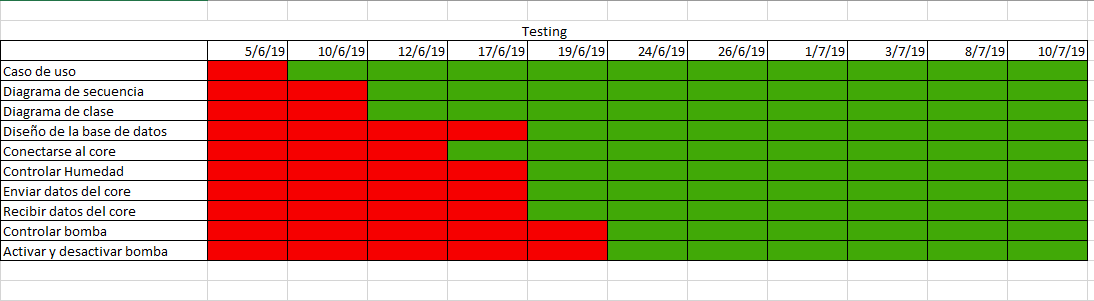 Testing
5/6/19 10/6/19 12/6/19 17/6/19 19/6/19 24/6/19 26/6/19 1/7/19 3/7/19 8/7/19 10/7/19
Caso de uso
Diagrama de secuencia
Diagrama de clase
Diseño de la base de datos
Conectarse al core
Controlar Humedad
Enviar datos del core
Recibir datos del core
Controlar bomba
Activar y desactivar bomba